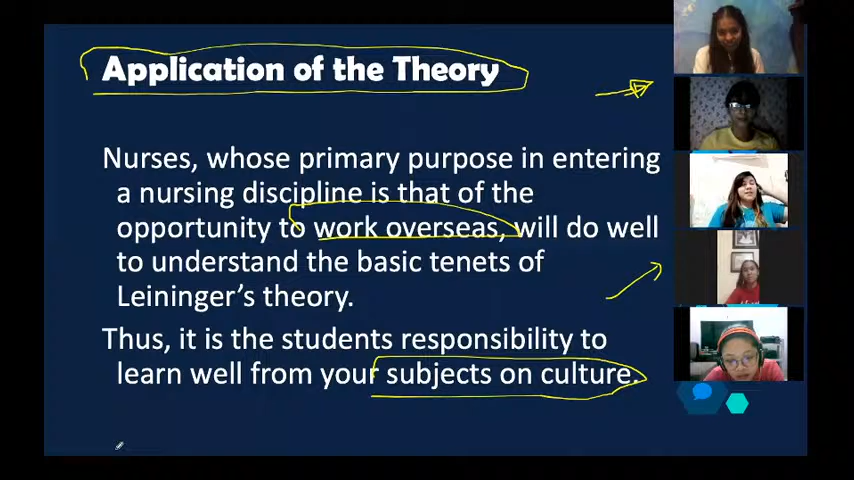 Application of the Theory
Nurses, whose primary purpose in entering
a nursing discipline is that of the
opportunity to work overseas, will do well
to understand the basic tenets of
Leininger’s theory.
Thus, it is the students responsibility to
learn well from your subjects on culture.